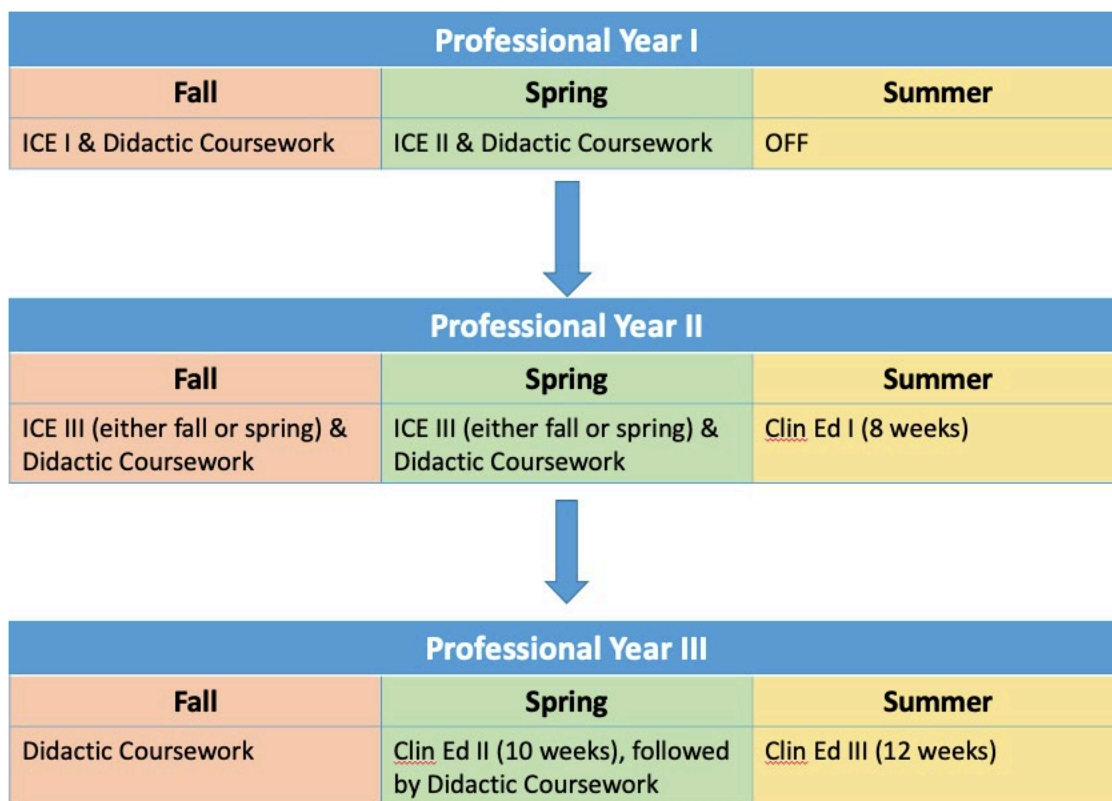 Professional Year I
Fall
Spring
Summer
ICE I & Didactic Coursework
ICE II & Didactic Coursework
OFF
Professional Year II
Fall
Spring
Summer
ICE III (either fall or spring) &
Didactic Coursework
ICE III (either fall or spring) &
Didactic Coursework
Clin Ed I (8 weeks)
Professional Year III
Fall
Spring
Summer
Didactic Coursework
Clin Ed II (10 weeks), followed
by Didactic Coursework
Clin Ed III (12 weeks)